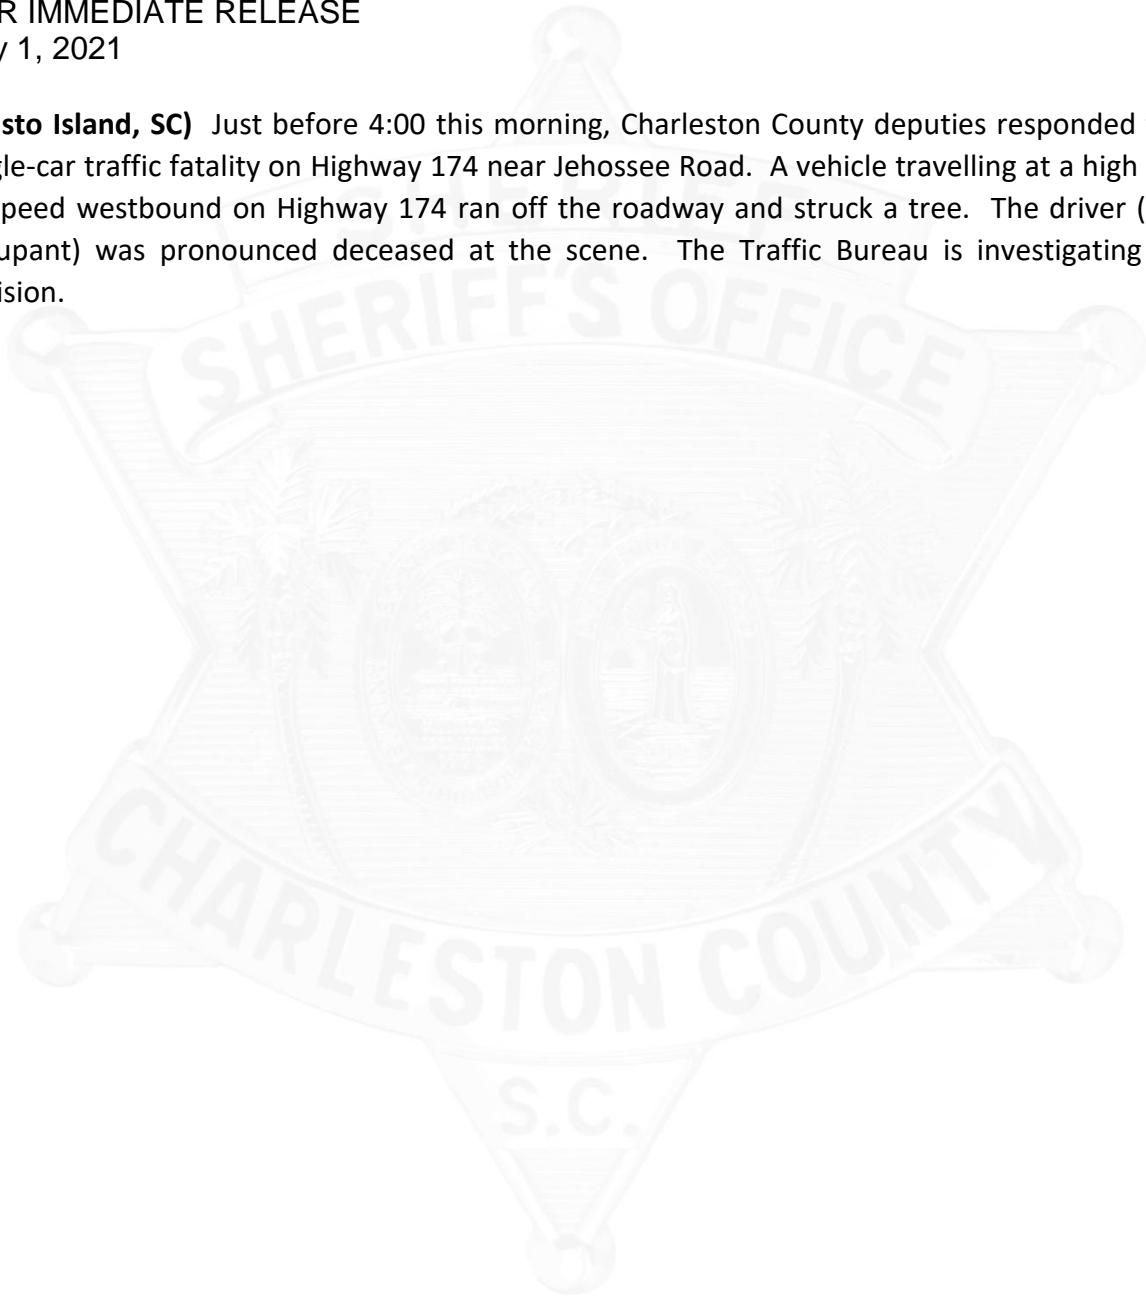 R IMMEDIATE RELEASE
y 1, 2021
sto Island, SC) Just before 4:00 this morning, Charleston County deputies responded
gle-car traffic fatality on Highway 174 near Jehossee Road. A vehicle travelling at a high
peed westbound on Highway 174 ran off the roadway and struck a tree. The driver (
upant) was pronounced deceased at the scene. The Traffic Bureau is investigating
ision.
SHERIFF
SHERIFF'S OFFICE
CHARLESTON COUNTY
S.C.